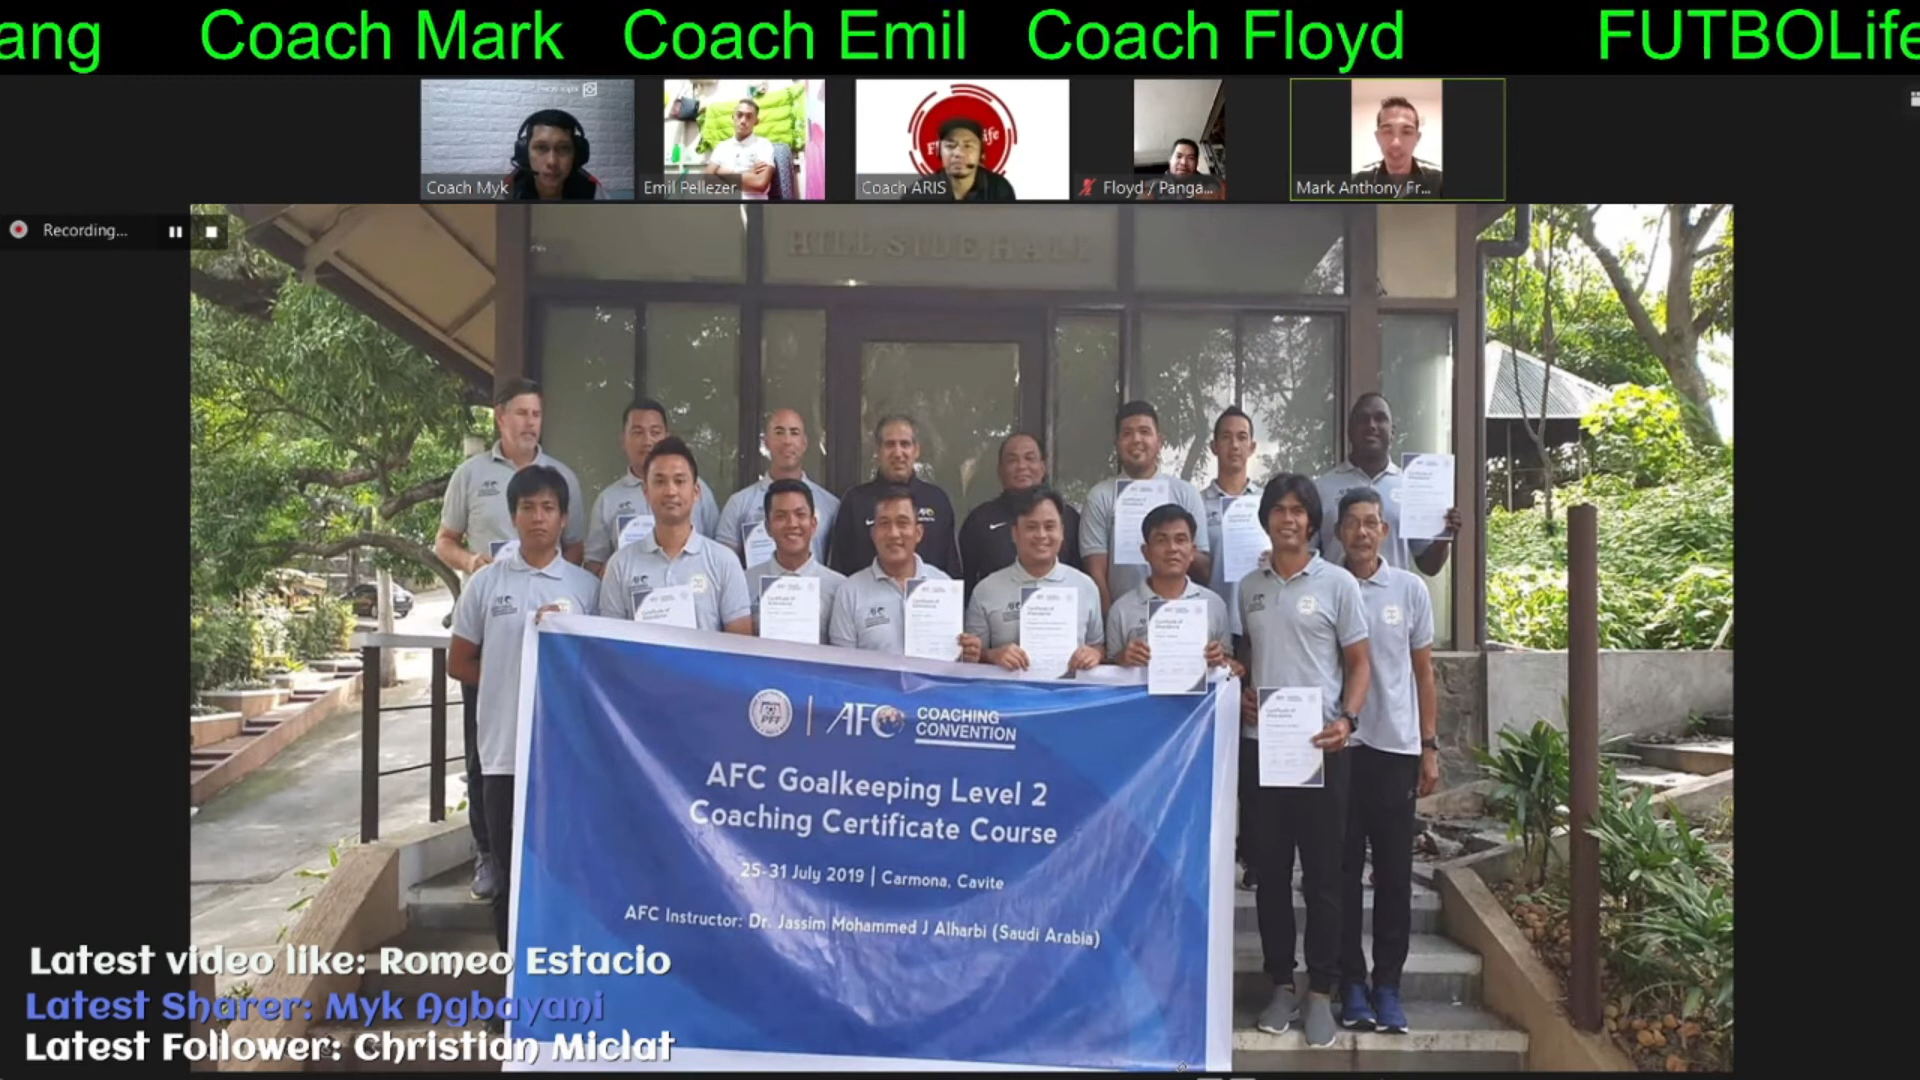 ang Coach Mark Coach Emil Coach Floyd FUTBOLife
Coach Myk
Emil Pellezer
Coach ARIS
Floyd / Panga...
Mark Anthony Fr...
Recording...
HILL SIDE HALL
PFF
AFC
COACHING
CONVENTION
AFC Goalkeeping Level 2
Coaching Certificate Course
25-31 July 2019 | Carmona, Cavite
AFC Instructor: Dr. Jassim Mohammed J Alharbi (Saudi Arabia)
Latest video like: Romeo Estacio
Latest Sharer: Myk Agbayani
Latest Follower: Christian Miclat